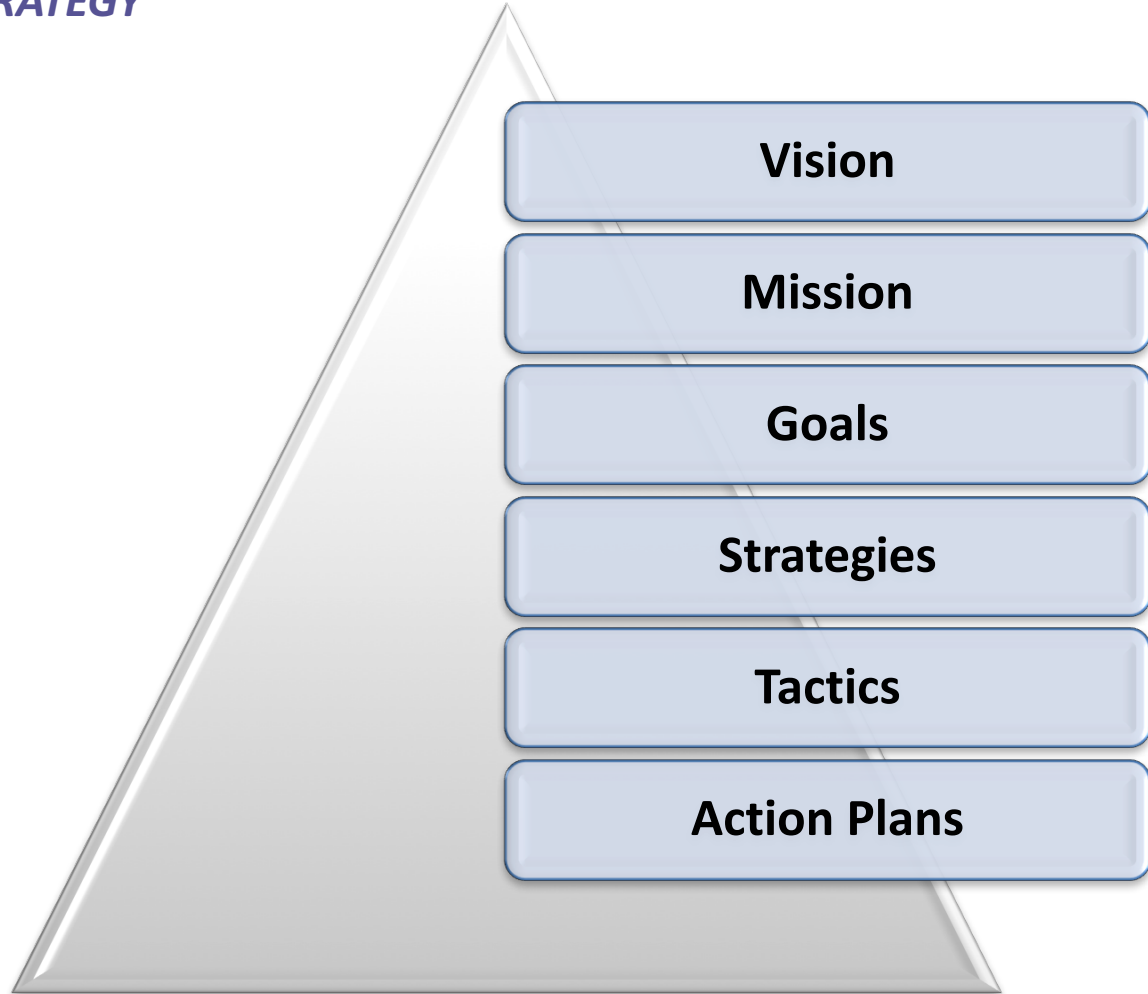 RATEGY
Vision
Mission
Goals
Strategies
Tactics
Action Plans